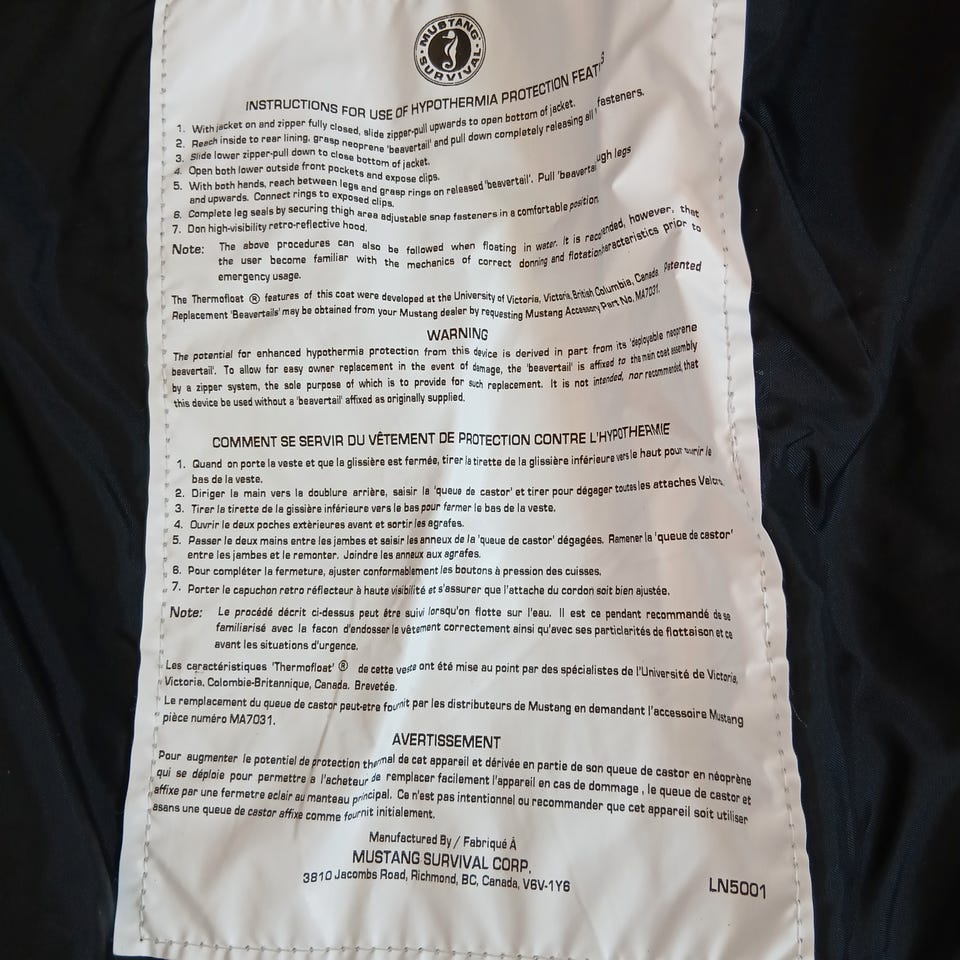 MUSTANG SURVIVAL
INSTRUCTIONS FOR USE OF HYPOTHERMIA PROTECTION
1. With jacket on and zipper fully closed, slide zipper-pull upwards to open bottom of jacket.
2. Reach inside to rear lining, grasp neoprene 'beavertail' and pull down completely releasing all fasteners.
3. Slide lower zipper-pull down to close bottom of jacket.
4. Open both lower outside front pockets and expose clips.
5. With both hands, reach between legs and grasp rings on released 'beavertail'. Pull legs
and upwards. Connect rings to exposed clips.
6. Complete leg seals by securing thigh area adjustable snap fasteners in a comfortable position.
7. Don high-visibility retro-reflective hood.
Note: The above procedures can also be followed when floating in water. It is however, that
the user become familiar with the mechanics of correct donning and flotation prior to
emergency usage.
The Thermofloat ® features of this coat were developed at the University of Victoria, Victoria, British Columbia, Canada. Patented
Replacement 'Beavertails' may be obtained from your Mustang dealer by requesting Mustang Accessory Part No. MA7031.
WARNING
The potential for enhanced hypothermia protection from this device is derived in part from its 'deployable neoprene
beavertail'. To allow for easy owner replacement in the event of damage, the 'beavertail' is affixed to the main coat assembly
by a zipper system, the sole purpose of which is to provide for such replacement. It is not intended, nor recommended, that
this device be used without a 'beavertail' affixed as originally supplied.
COMMENT SE SERVIR DU VÊTEMENT DE PROTECTION CONTRE L'HYPOTHERMIE
1. Quand on porte la veste et que la glissière est fermée, tirer la tirette de la glissière inférieure vers le haut pour ouvrir le
bas de la veste.
2. Diriger la main vers la doublure arrière, saisir la 'queue de castor' et tirer pour dégager toutes les attaches Velcro.
3. Tirer la tirette de la gissière inférieure vers le bas pour fermer le bas de la veste.
4. Ouvrir le deux poches extèrieures avant et sortir les agrafes.
5. Passer le deux mains entre les jambes et saisir les anneux de la 'queue de castor' dégagées. Ramener la 'queue de castor'
entre les jambes et le remonter. Joindre les anneux aux agrafes.
6. Pour compléter la fermeture, ajuster conformablement les boutons à pression des cuisses.
7. Porter le capuchon retro réflecteur à haute visibilité et s'assurer que l'attache du cordon soit bien ajustée.
Note: Le procédé décrit ci-dessus peut être suivi lorsqu'on flotte sur l'eau. Il est ce pendant recommandé de se
familiarisé avec la façon d'endosser le vêtement correctement ainsi qu'avec ses particlarités de flottaison et ce
avant les situations d'urgence.
Les caractéristiques 'Thermofloat' ® de cette veste ont été mise au point par des spécialistes de l'Université de Victoria,
Victoria, Colombie-Britannique, Canada. Brevetée.
Le remplacement du queue de castor peut-etre fournit par les distributeurs de Mustang en demandant l'accessoire Mustang
pièce numéro MA7031.
AVERTISSEMENT
Pour augmenter le potentiel de protection thermal de cet appareil et dérivée en partie de son queue de castor en néoprène
qui se déploie pour permettre a l'acheteur de remplacer facilement l'appareil en cas de dommage , le queue de castor et
affixe par une fermetre eclair au manteau principal. Ce n'est pas intentionel ou recommander que cet appareil soit utiliser
asans une queue de castor affixe comme fournit initialement.
Manufactured By / Fabriqué À
MUSTANG SURVIVAL CORP.
3810 Jacombs Road, Richmond, BC, Canada, V6V-1Y6
LN5001